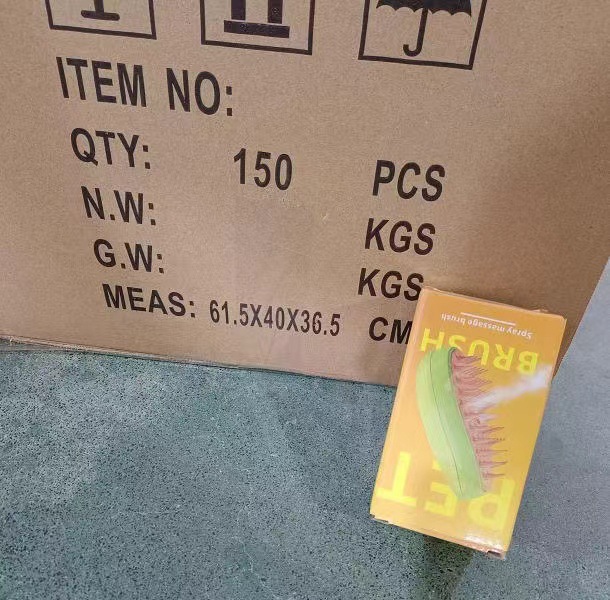 ITEM NO:
QTY: 150 PCS
N.W: KGS
G.W: KGS
MEAS: 61.5X40X36.5 CM
PET
BRUSH
Spray massage brush